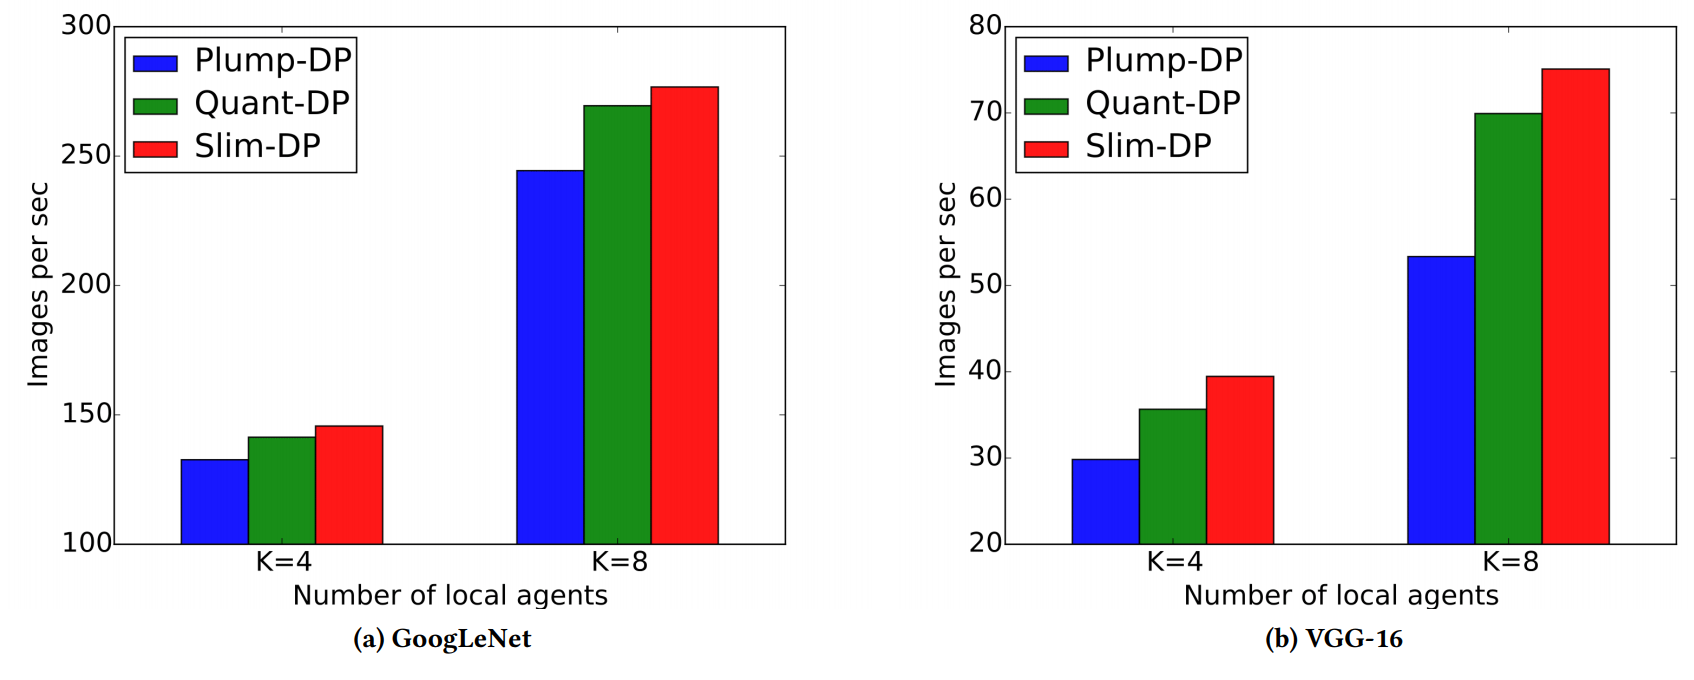 300
250
200
150
100
Images per sec
Plump-DP
Quant-DP
Slim-DP
K=4 K=8
Number of local agents
(a) GoogLeNet
80
70
60
50
40
30
20
Images per sec
Plump-DP
Quant-DP
Slim-DP
K=4 K=8
Number of local agents
(b) VGG-16